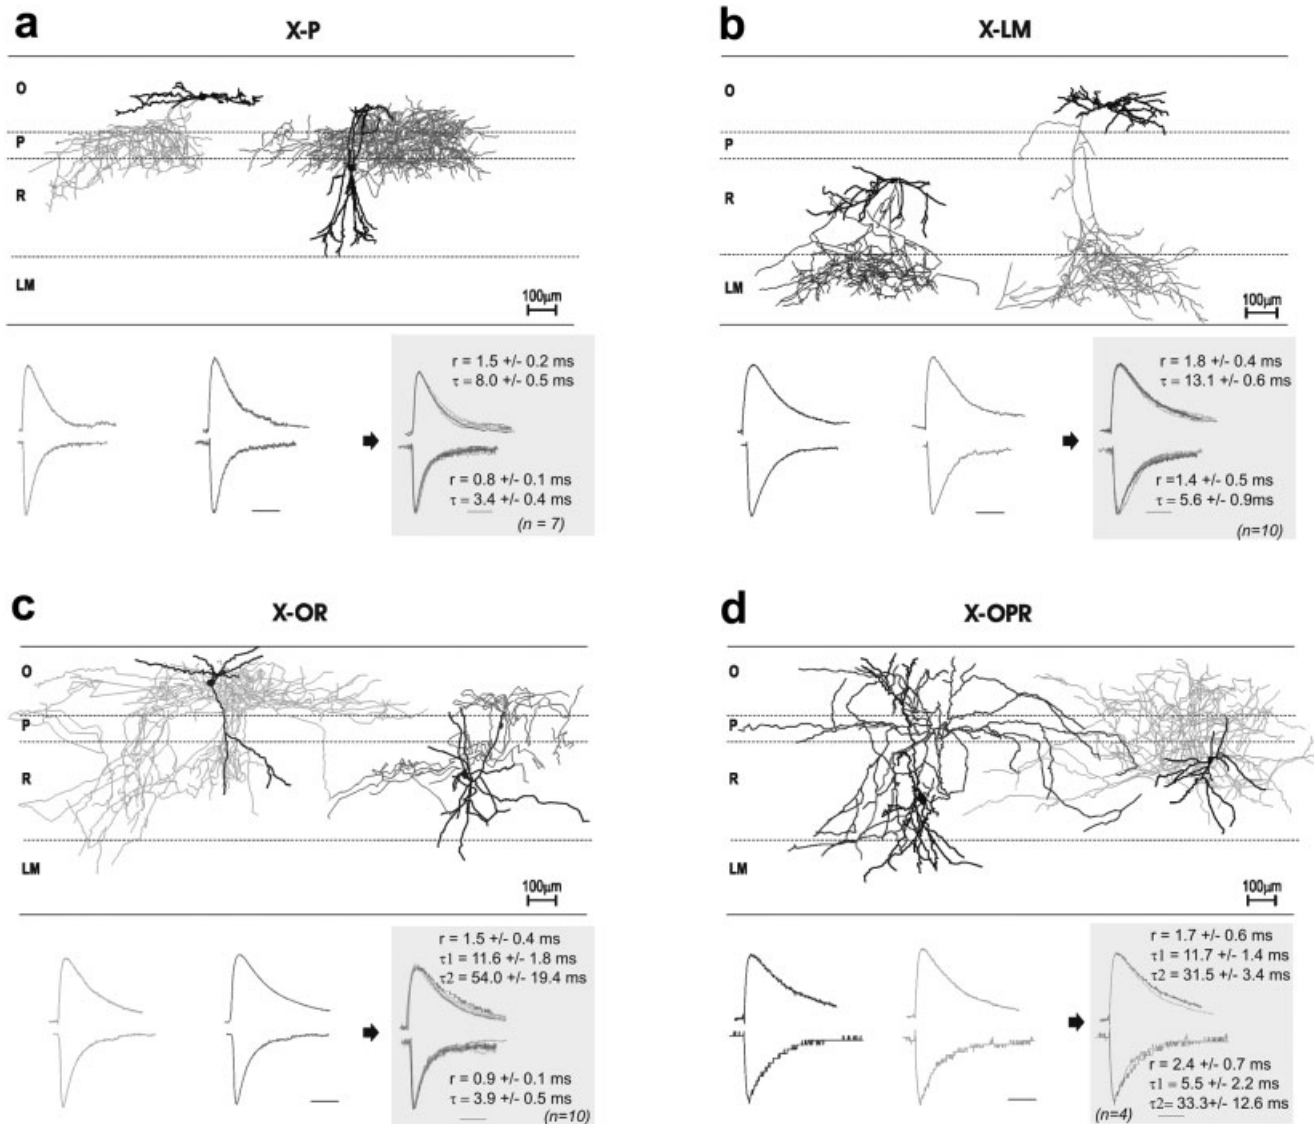 a
X-P
O
P
R
LM
100μm
r = 1.5 +/- 0.2 ms
τ = 8.0 +/- 0.5 ms
r = 0.8 +/- 0.1 ms
τ = 3.4 +/- 0.4 ms
(n = 7)
b
X-LM
O
P
R
LM
100μm
r = 1.8 +/- 0.4 ms
τ = 13.1 +/- 0.6 ms
r =1.4 +/- 0.5 ms
τ = 5.6 +/- 0.9ms
(n=10)
c
X-OR
O
P
R
LM
100μm
r = 1.5 +/- 0.4 ms
τ1 = 11.6 +/- 1.8 ms
τ2 = 54.0 +/- 19.4 ms
r = 0.9 +/- 0.1 ms
τ = 3.9 +/- 0.5 ms
(n=10)
d
X-OPR
O
P
R
LM
100μm
r = 1.7 +/- 0.6 ms
τ1 = 11.7 +/- 1.4 ms
τ2 = 31.5 +/- 3.4 ms
r = 2.4 +/- 0.7 ms
τ1 = 5.5 +/- 2.2 ms
τ2= 33.3+/- 12.6 ms
(n=4)